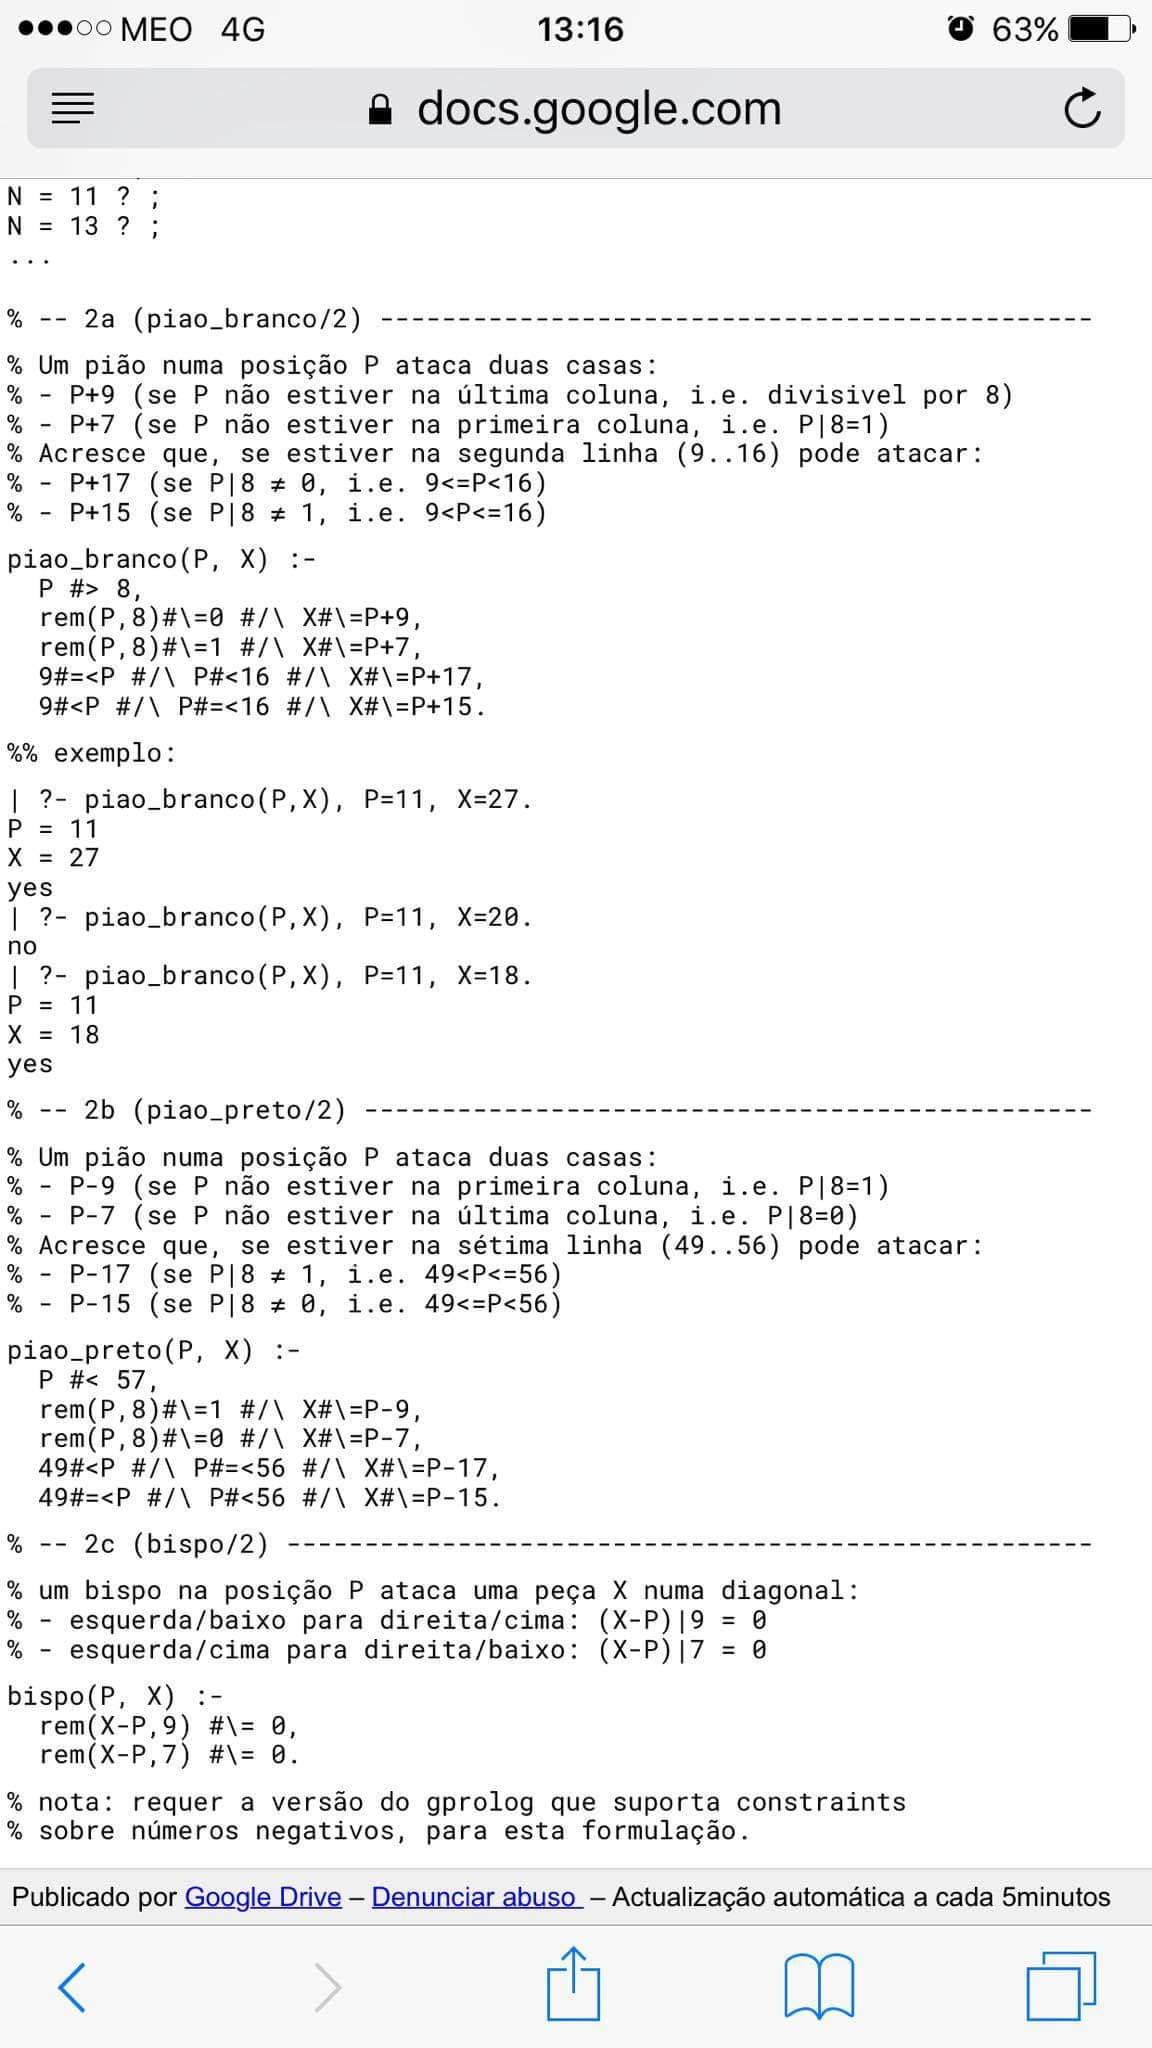 MEO 4G 13:16 63%
docs.google.com
N = 11 ? ;
N = 13 ? ;
...
% -- 2a (piao_branco/2) ----------------------------------------------
% Um pião numa posição P ataca duas casas:
% - P+9 (se P não estiver na última coluna, i.e. divisivel por 8)
% - P+7 (se P não estiver na primeira coluna, i.e. P|8=1)
% Acresce que, se estiver na segunda linha (9..16) pode atacar:
% - P+17 (se P|8 ≠ 0, i.e. 9<=P<16)
% - P+15 (se P|8 ≠ 1, i.e. 9<P<=16)
piao_branco(P, X) :-
  P #> 8,
  rem(P,8)#\=0 #/\ X#\=P+9,
  rem(P,8)#\=1 #/\ X#\=P+7,
  9#=<P #/\ P#<16 #/\ X#\=P+17,
  9#<P #/\ P#=<16 #/\ X#\=P+15.
%% exemplo:
| ?- piao_branco(P,X), P=11, X=27.
P = 11
X = 27
yes
| ?- piao_branco(P,X), P=11, X=20.
no
| ?- piao_branco(P,X), P=11, X=18.
P = 11
X = 18
yes
% -- 2b (piao_preto/2) -----------------------------------------------
% Um pião numa posição P ataca duas casas:
% - P-9 (se P não estiver na primeira coluna, i.e. P|8=1)
% - P-7 (se P não estiver na última coluna, i.e. P|8=0)
% Acresce que, se estiver na sétima linha (49..56) pode atacar:
% - P-17 (se P|8 ≠ 1, i.e. 49<P<=56)
% - P-15 (se P|8 ≠ 0, i.e. 49<=P<56)
piao_preto(P, X) :-
  P #< 57,
  rem(P,8)#\=1 #/\ X#\=P-9,
  rem(P,8)#\=0 #/\ X#\=P-7,
  49#<P #/\ P#=<56 #/\ X#\=P-17,
  49#=<P #/\ P#<56 #/\ X#\=P-15.
% -- 2c (bispo/2) ----------------------------------------------------
% um bispo na posição P ataca uma peça X numa diagonal:
% - esquerda/baixo para direita/cima: (X-P)|9 = 0
% - esquerda/cima para direita/baixo: (X-P)|7 = 0
bispo(P, X) :-
  rem(X-P,9) #\= 0,
  rem(X-P,7) #\= 0.
% nota: requer a versão do gprolog que suporta constraints
% sobre números negativos, para esta formulação.
Publicado por Google Drive – Denunciar abuso – Actualização automática a cada 5minutos